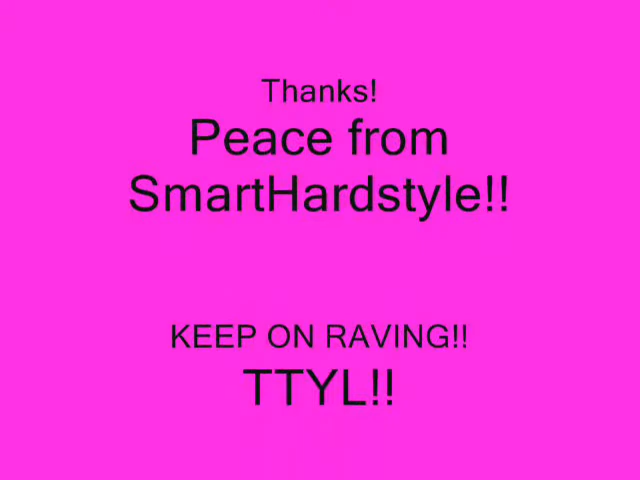 Thanks!
Peace from
SmartHardstyle!!
KEEP ON RAVING!!
TTYL!!